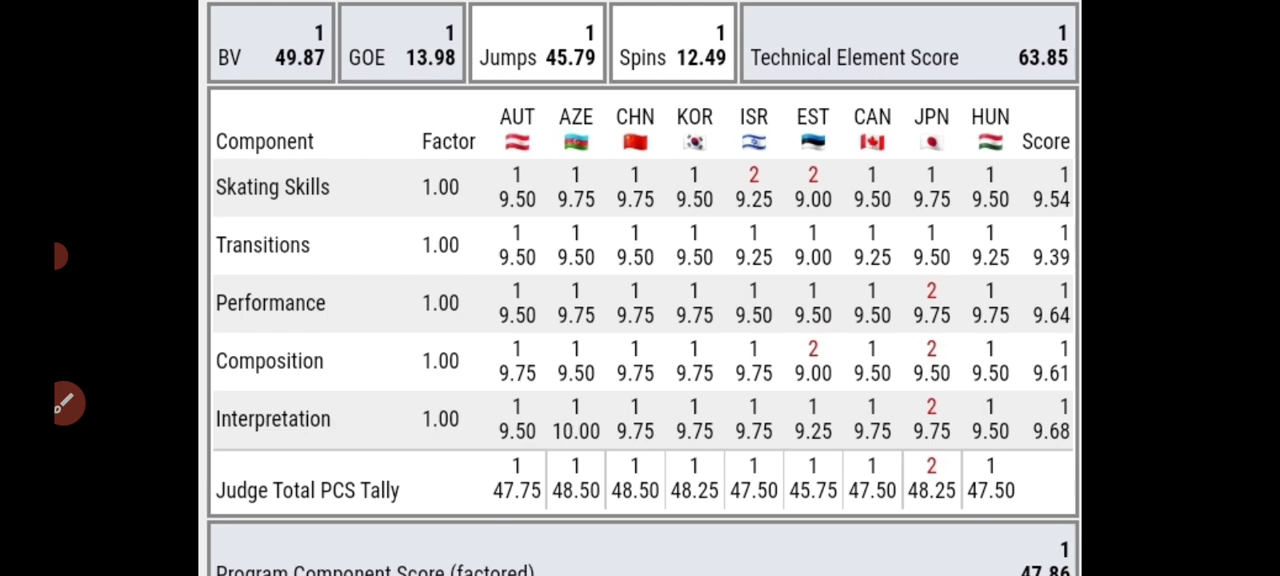 1 1 1 1 1
BV 49.87 GOE 13.98 Jumps 45.79 Spins 12.49 Technical Element Score 63.85
AUT AZE CHN KOR ISR EST CAN JPN HUN
Component Factor Score
1 1 1 1 2 2 1 1 1 1
Skating Skills 1.00 9.50 9.75 9.75 9.50 9.25 9.00 9.50 9.75 9.50 9.54
1 1 1 1 1 1 1 1 1 1
Transitions 1.00 9.50 9.50 9.50 9.50 9.25 9.00 9.25 9.50 9.25 9.39
1 1 1 1 1 1 1 2 1 1
Performance 1.00 9.50 9.75 9.75 9.75 9.50 9.50 9.50 9.75 9.75 9.64
1 1 1 1 1 2 1 2 1 1
Composition 1.00 9.75 9.50 9.75 9.75 9.75 9.00 9.50 9.50 9.50 9.61
1 1 1 1 1 1 1 2 1 1
Interpretation 1.00 9.50 10.00 9.75 9.75 9.75 9.25 9.75 9.75 9.50 9.68
1 1 1 1 1 1 1 2 1
Judge Total PCS Tally 47.75 48.50 48.50 48.25 47.50 45.75 47.50 48.25 47.50
1
Program Component Score (factored) 47.86